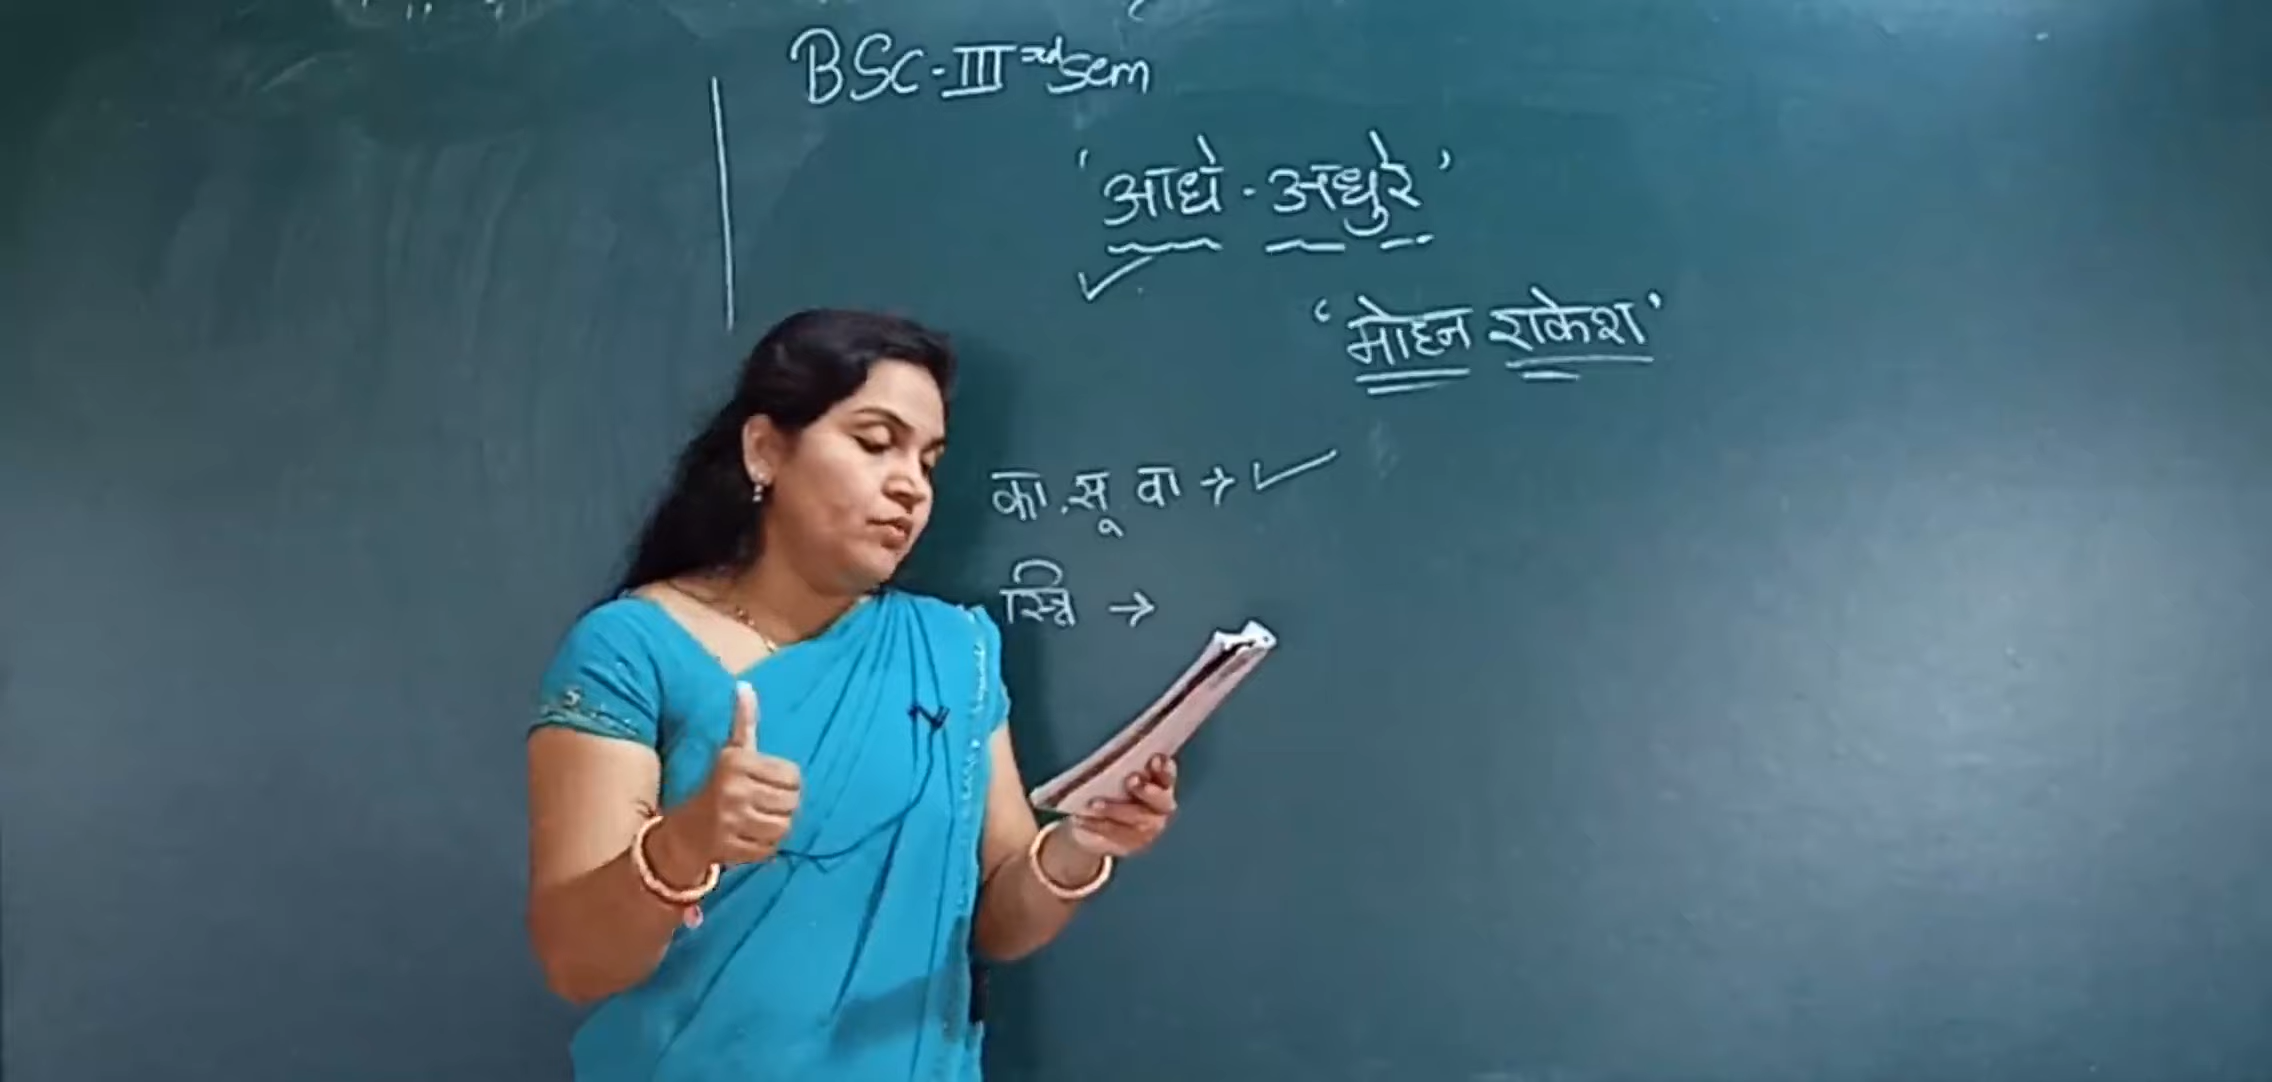 BSc-III rd Sem
'आधे-अधुरे'
'मोहन राकेश'
का.सू वा →
स्त्रि →